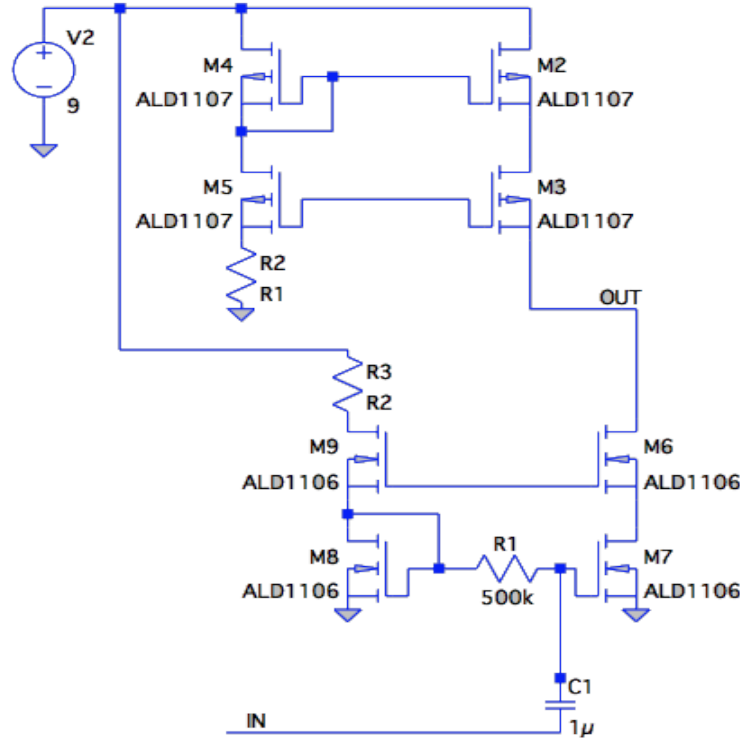 V2
9
M4
ALD1107
M2
ALD1107
M5
ALD1107
M3
ALD1107
R2
R1
OUT
R3
R2
M9
ALD1106
M6
ALD1106
M8
ALD1106
R1
500k
M7
ALD1106
C1
1µ
IN